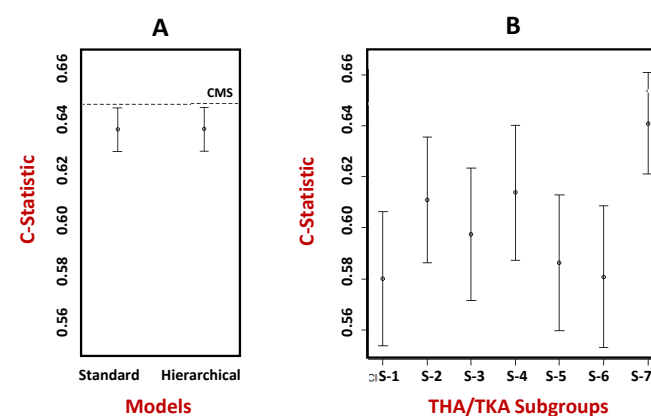 A
B
0.66
0.64
0.62
0.60
0.58
0.56
C-Statistic
CMS
Standard Hierarchical
Models
0.66
0.64
0.62
0.60
0.58
0.56
C-Statistic
CI S-1 S-2 S-3 S-4 S-5 S-6 S-7
THA/TKA Subgroups